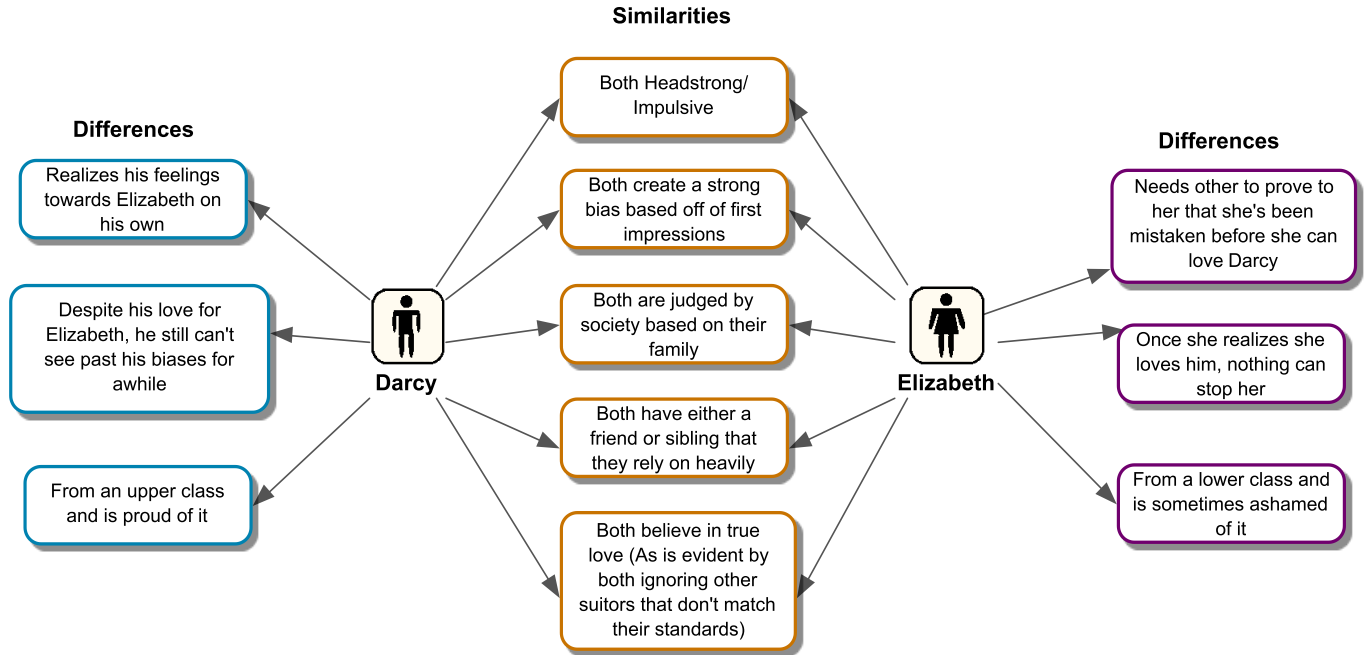 Similarities
Both Headstrong/
Impulsive
Differences
Realizes his feelings
towards Elizabeth on
his own
Both create a strong
bias based off of first
impressions
Differences
Needs other to prove to
her that she's been
mistaken before she can
love Darcy
Despite his love for
Elizabeth, he still can't
see past his biases for
awhile
Darcy
Both are judged by
society based on their
family
Elizabeth
Once she realizes she
loves him, nothing can
stop her
Both have either a
friend or sibling that
they rely on heavily
From an upper class
and is proud of it
From a lower class and
is sometimes ashamed
of it
Both believe in true
love (As is evident by
both ignoring other
suitors that don't match
their standards)